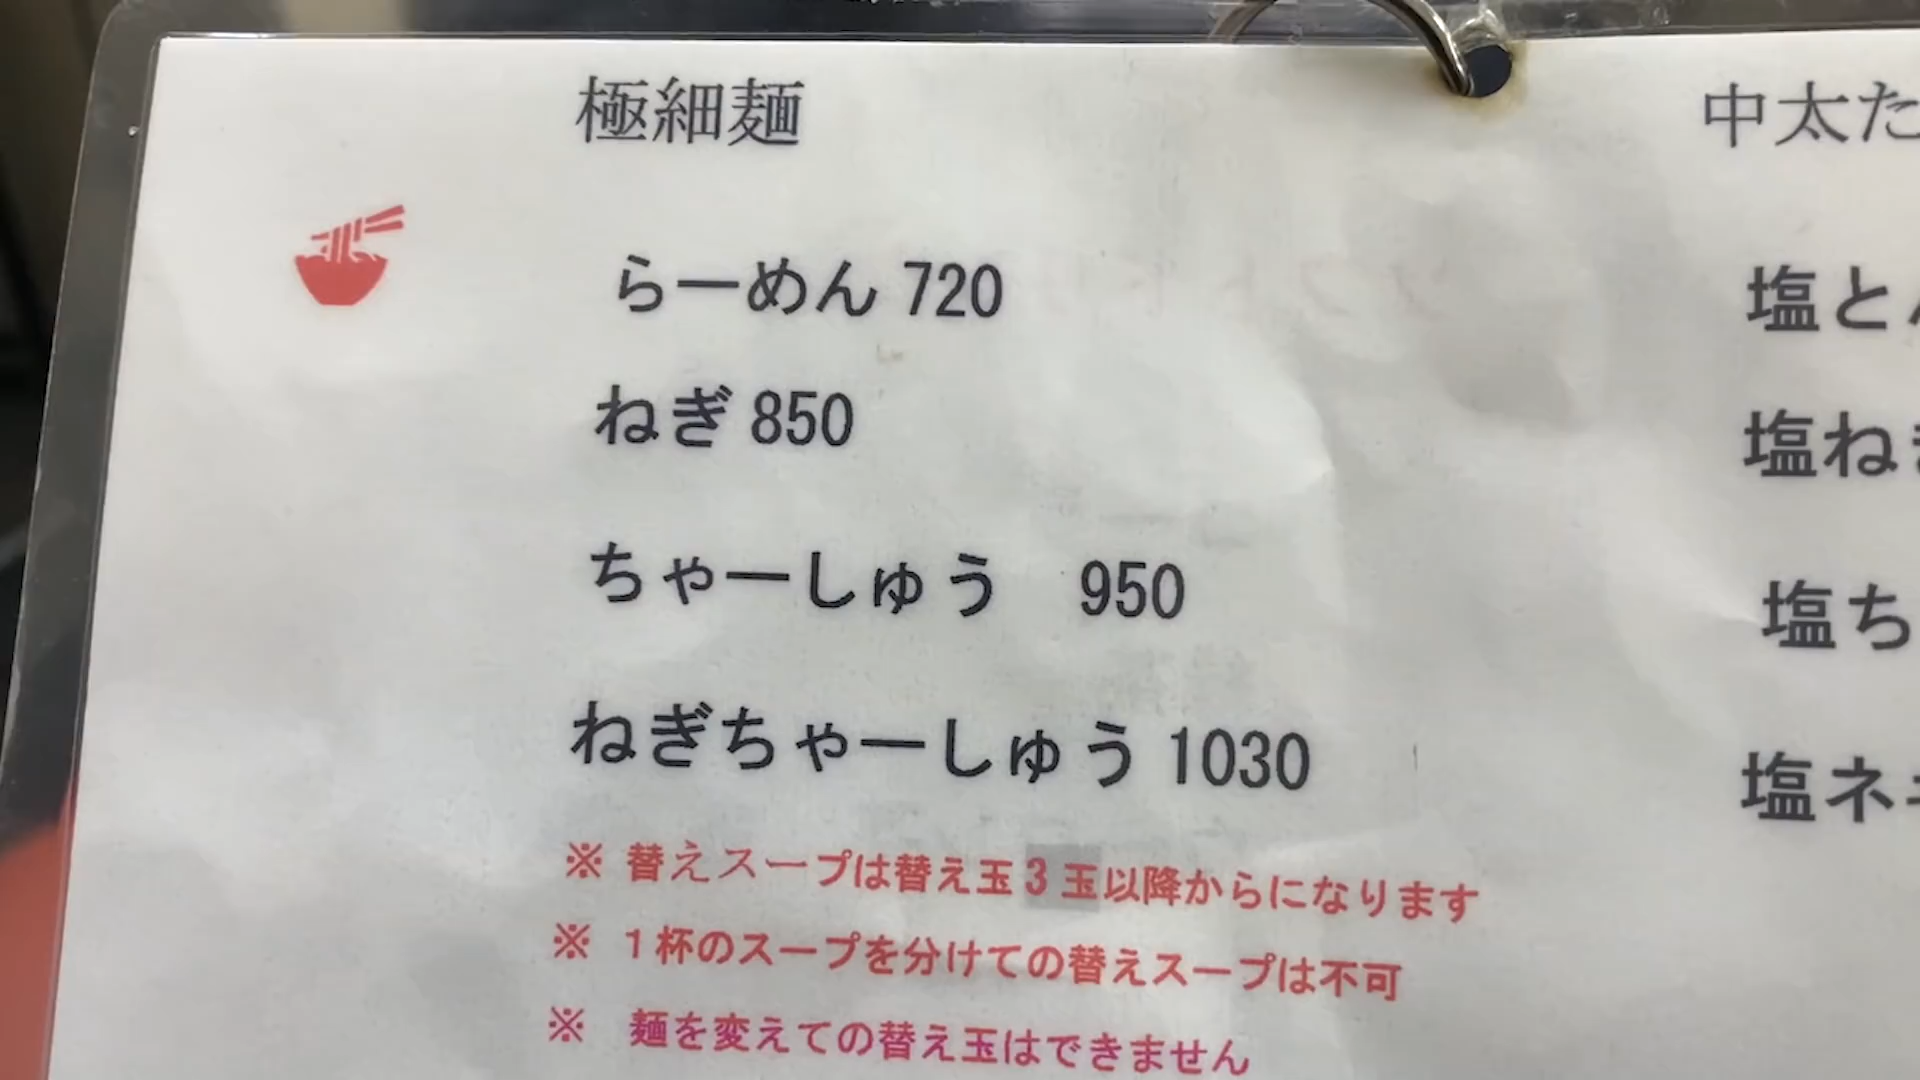 極細麺
らーめん 720
ねぎ 850
ちゃーしゅう 950
ねぎちゃーしゅう 1030
※ 替えスープは替え玉3玉以降からになります
※ 1杯のスープを分けての替えスープは不可
※ 麺を変えての替え玉はできません
中太た
塩と
塩ね
塩ち
塩ネ